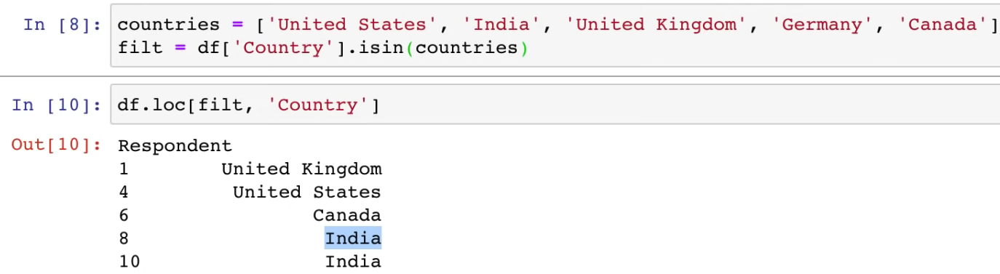 In [8]: countries = ['United States', 'India', 'United Kingdom', 'Germany', 'Canada']
filt = df['Country'].isin(countries)
In [10]: df.loc[filt, 'Country']
Out[10]: Respondent
1 United Kingdom
4 United States
6 Canada
8 India
10 India